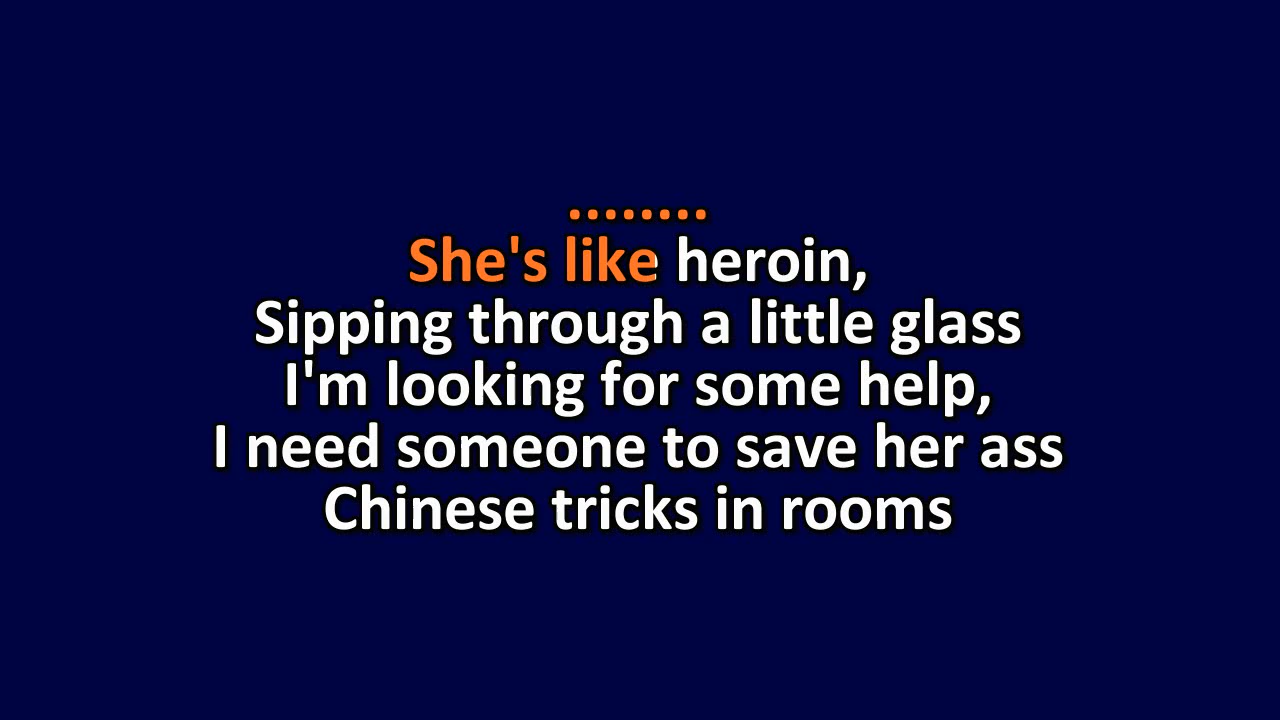 ........
She's like heroin,
Sipping through a little glass
I'm looking for some help,
I need someone to save her ass
Chinese tricks in rooms